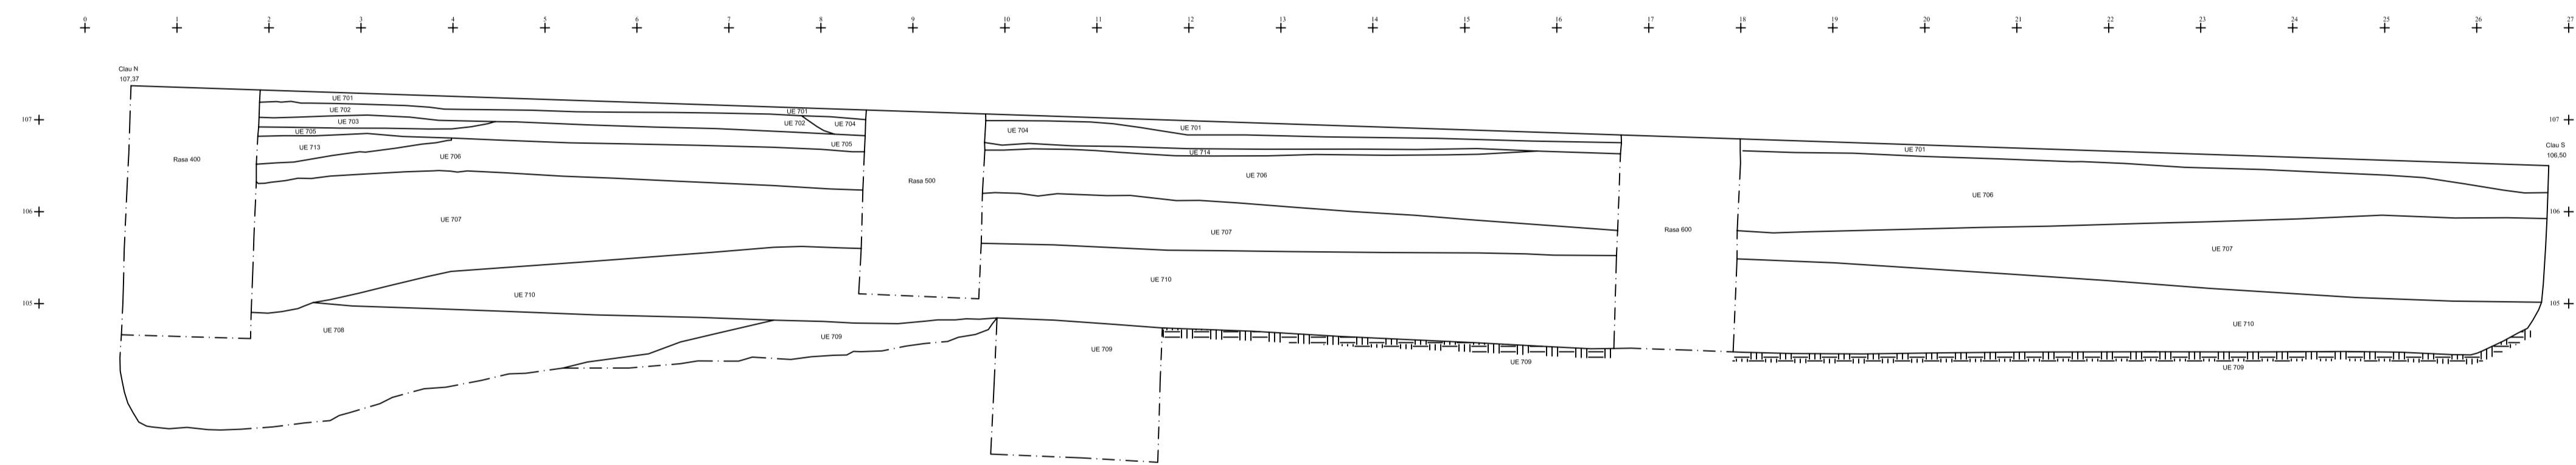 0 1 2 3 4 5 6 7 8 9 10 11 12 13 14 15 16 17 18 19 20 21 22 23 24 25 26 27
Clau N
107,37
UE 701
UE 702
UE 701
107
UE 703
UE 702
UE 704
UE 704
UE 701
107
UE 705
UE 705
UE 713
UE 714
UE 701
Clau S
106,50
Rasa 400
UE 706
UE 706
Rasa 500
UE 706
106
106
UE 707
UE 707
Rasa 600
UE 707
UE 710
UE 710
105
105
UE 708
UE 709
UE 710
UE 709
UE 709
UE 709